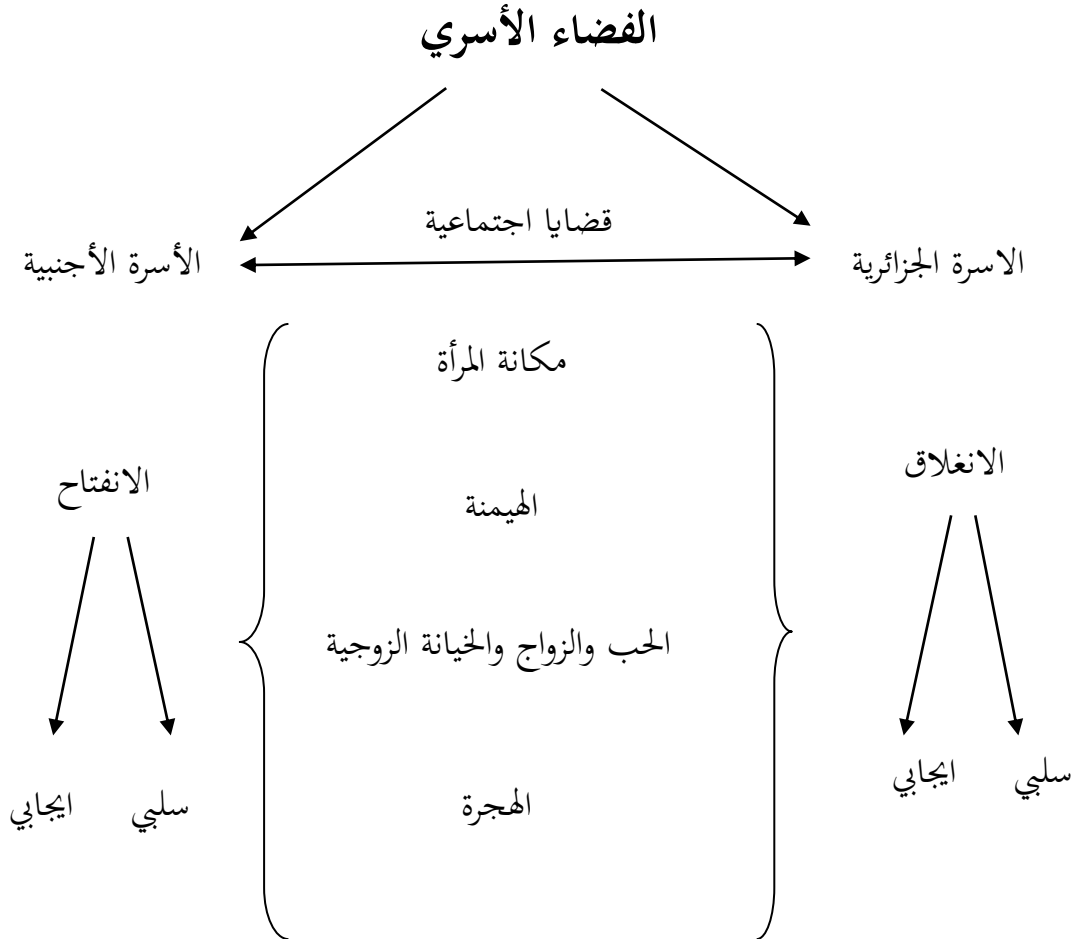 الفضاء الأسري
قضايا اجتماعية
الاسرة الجزائرية
الأسرة الأجنبية
مكانة المرأة
الانغلاق
الانفتاح
الهيمنة
الحب والزواج والخيانة الزوجية
سلبي ايجابي
الهجرة
سلبي ايجابي